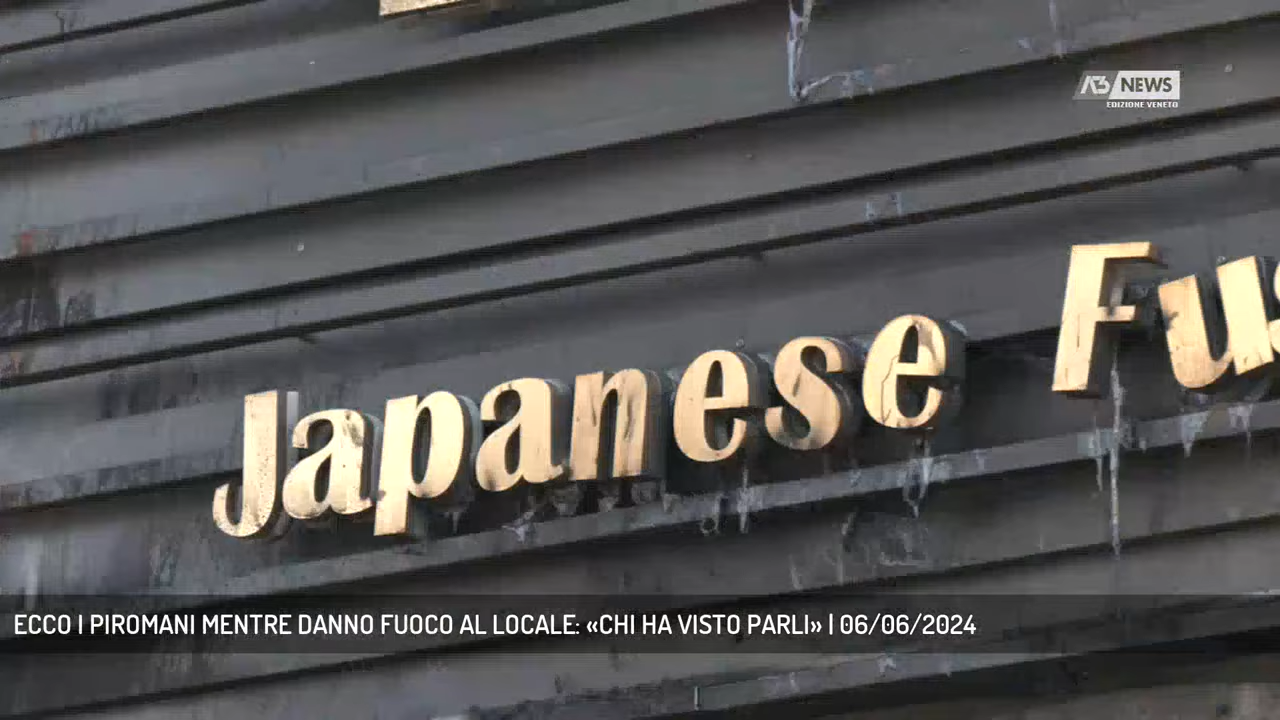 A3 NEWS
EDIZIONE VENETO
Japanese Fus
ECCO I PIROMANI MENTRE DANNO FUOCO AL LOCALE: «CHI HA VISTO PARLI» | 06/06/2024